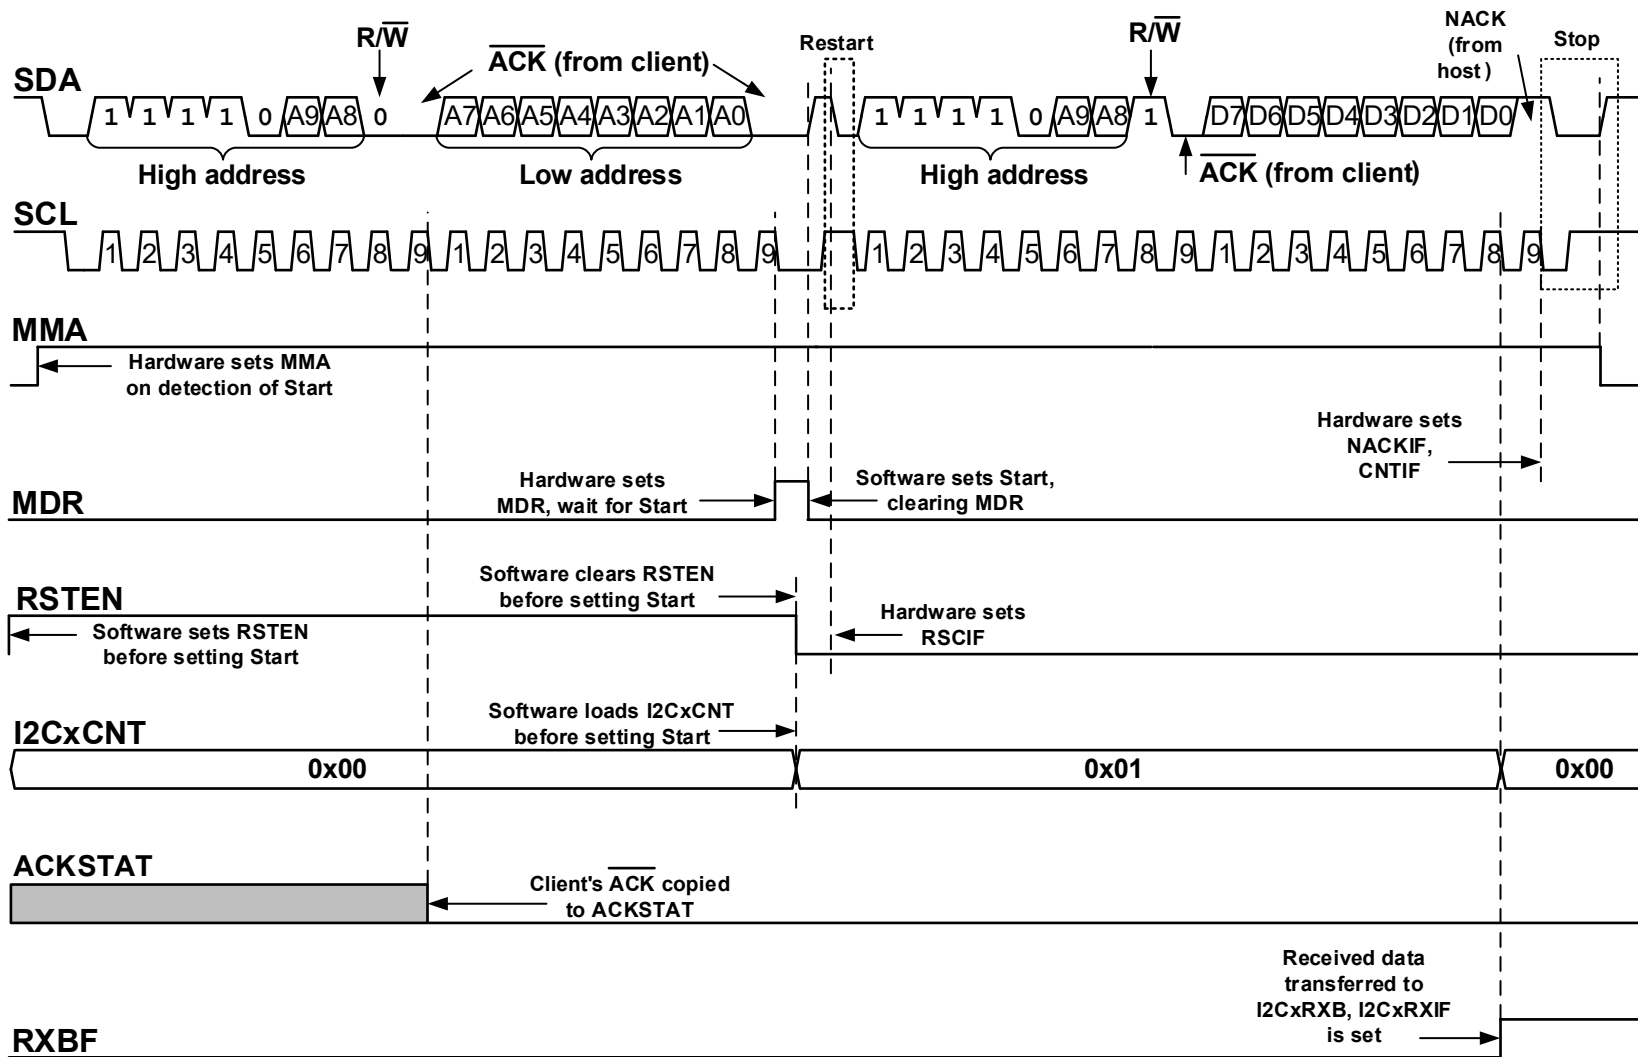 R/W
ACK (from client)
Restart
R/W
NACK
(from
host )
Stop
SDA
1 1 1 1 0 A9 A8 0 A7 A6 A5 A4 A3 A2 A1 A0 1 1 1 1 0 A9 A8 1 D7 D6 D5 D4 D3 D2 D1 D0
High address
Low address
High address
ACK (from client)
SCL
1 2 3 4 5 6 7 8 9 1 2 3 4 5 6 7 8 9 1 2 3 4 5 6 7 8 9 1 2 3 4 5 6 7 8 9
MMA
Hardware sets MMA
on detection of Start
Hardware sets
NACKIF,
CNTIF
MDR
Hardware sets
MDR, wait for Start
Software sets Start,
clearing MDR
RSTEN
Software sets RSTEN
before setting Start
Software clears RSTEN
before setting Start
Hardware sets
RSCIF
I2CxCNT
Software loads I2CxCNT
before setting Start
0x00
0x01
0x00
ACKSTAT
Client's ACK copied
to ACKSTAT
Received data
transferred to
I2CxRXB, I2CxRXIF
is set
RXBF